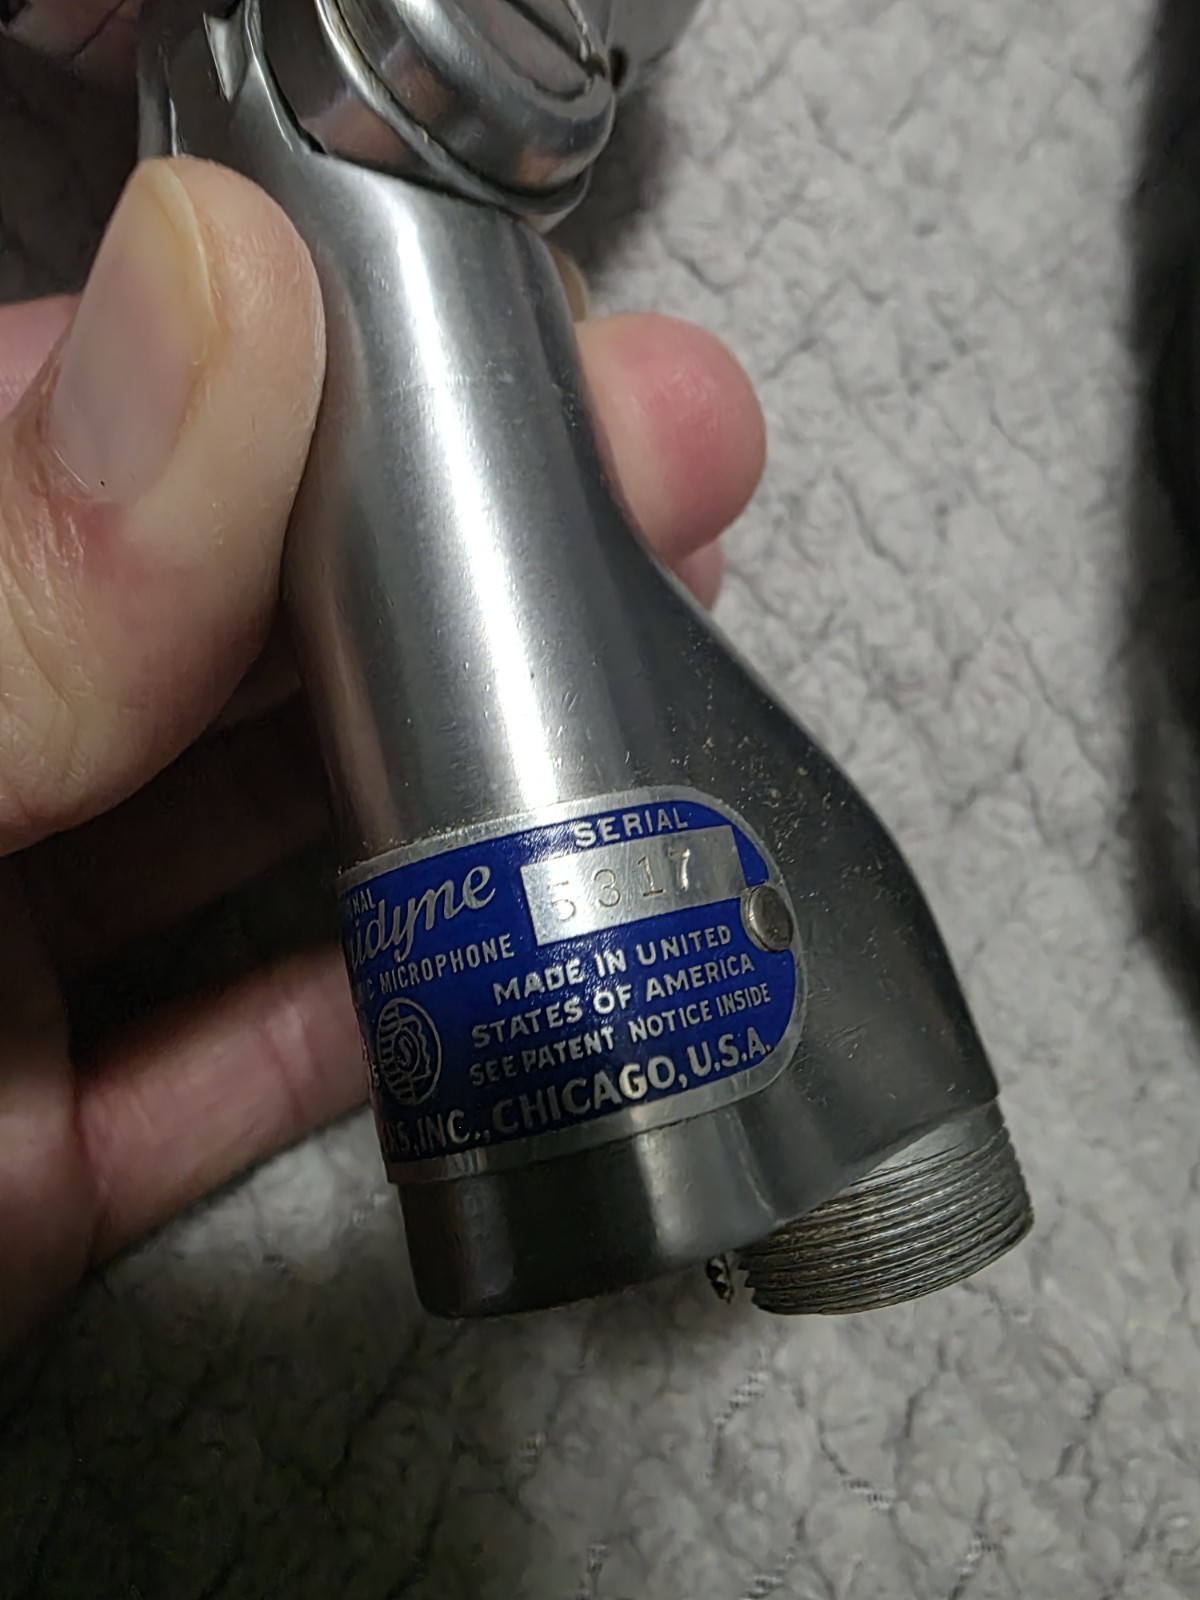 SERIAL
5317
MICROPHONE
MADE IN UNITED
STATES OF AMERICA
SEE PATENT NOTICE INSIDE
INC., CHICAGO, U.S.A.